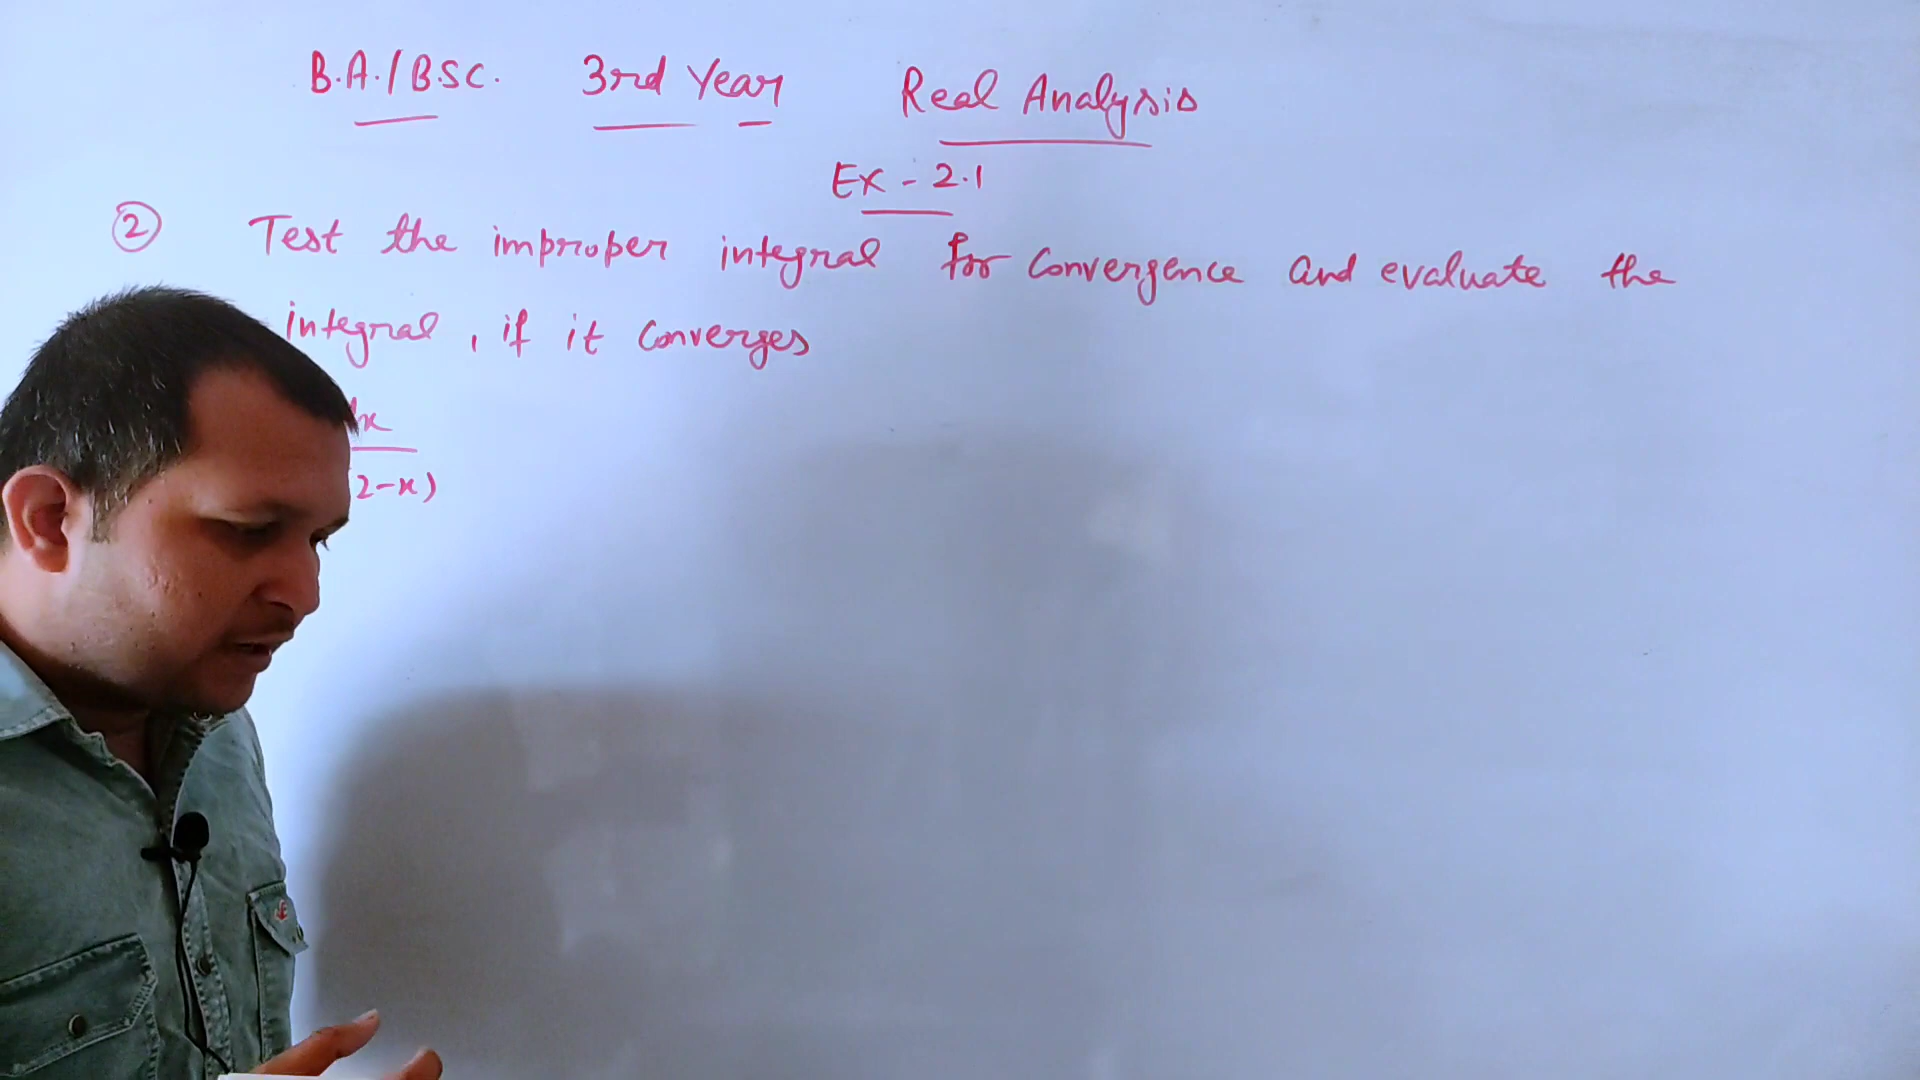 B.A./B.SC. 3rd Year Real Analysis
Ex - 2.1
② Test the improper integral for Convergence and evaluate the
integral, if it Converges
x
2-x)